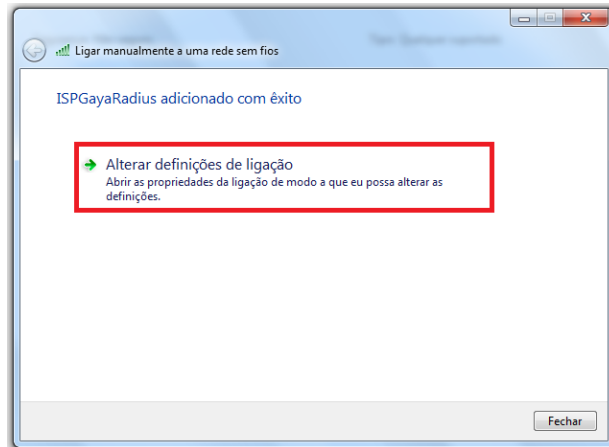 Ligar manualmente a uma rede sem fios
ISPGayaRadius adicionado com êxito
Alterar definições de ligação
Abrir as propriedades da ligação de modo a que eu possa alterar as
definições.
Fechar